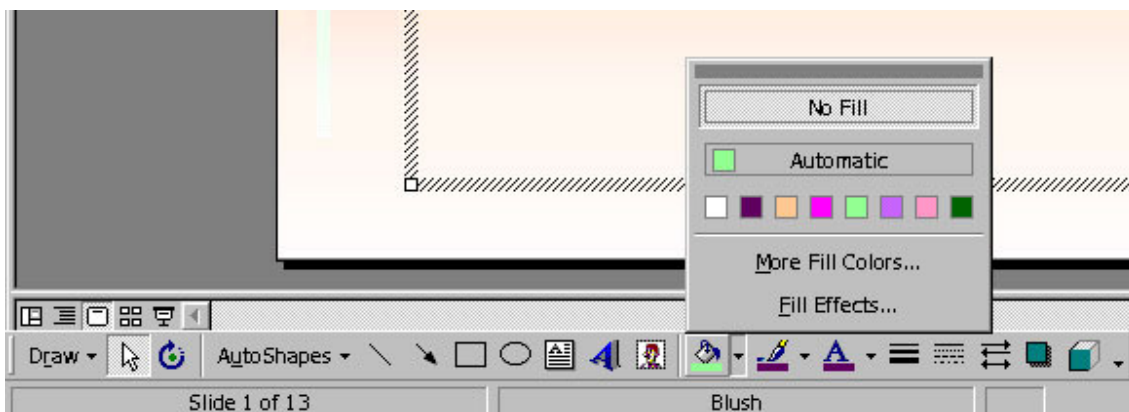 No Fill
Automatic
More Fill Colors...
Fill Effects...
Draw AutoShapes A A
Slide 1 of 13 Blush